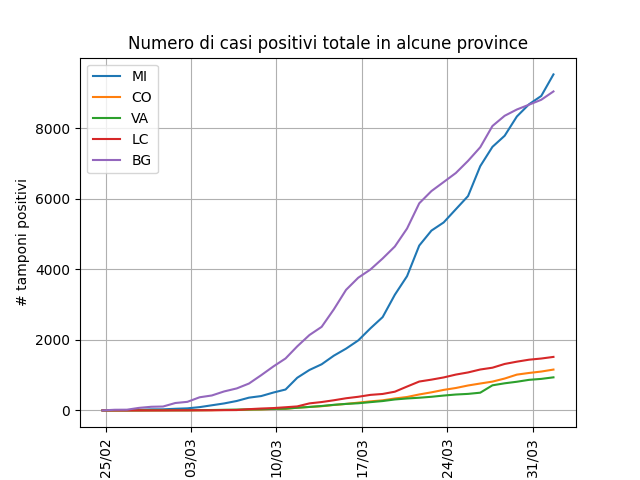 Numero di casi positivi totale in alcune province
MI
CO
VA
LC
BG
# tamponi positivi
8000
6000
4000
2000
0
25/02
03/03
10/03
17/03
24/03
31/03